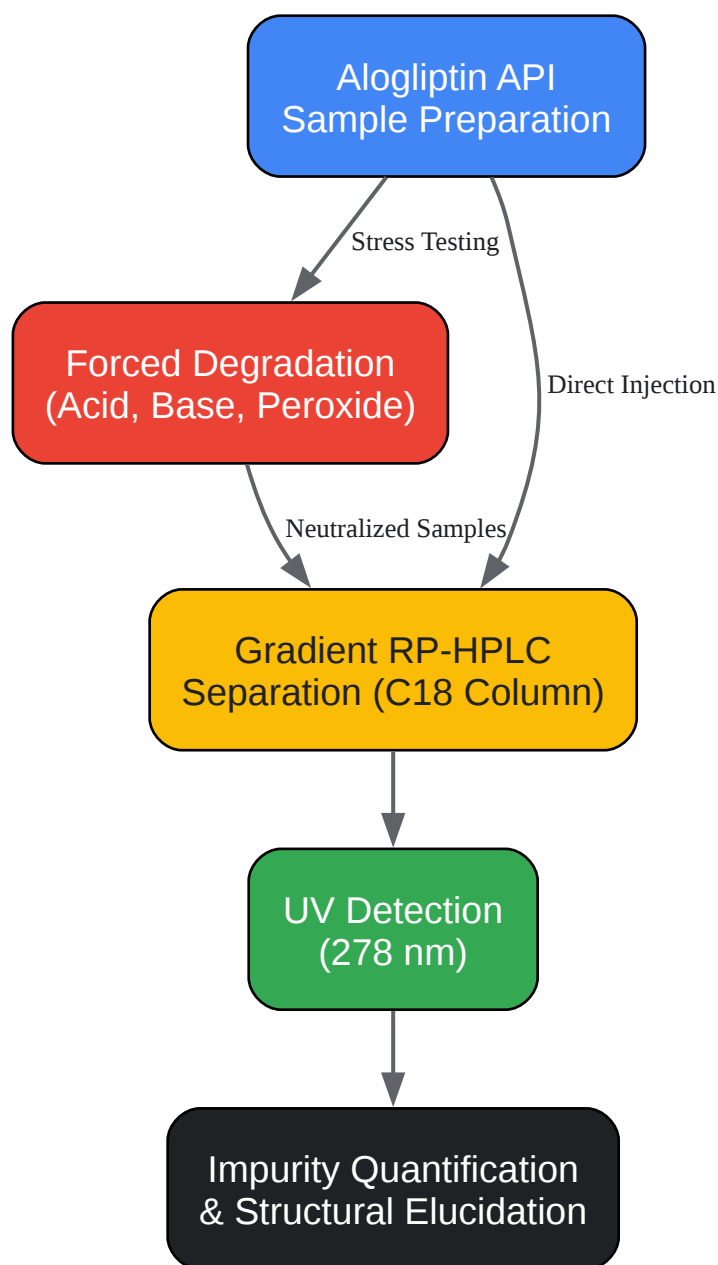 Alogliptin API
Sample Preparation
Stress Testing
Forced Degradation
(Acid, Base, Peroxide)
Direct Injection
Neutralized Samples
Gradient RP-HPLC
Separation (C18 Column)
UV Detection
(278 nm)
Impurity Quantification
& Structural Elucidation